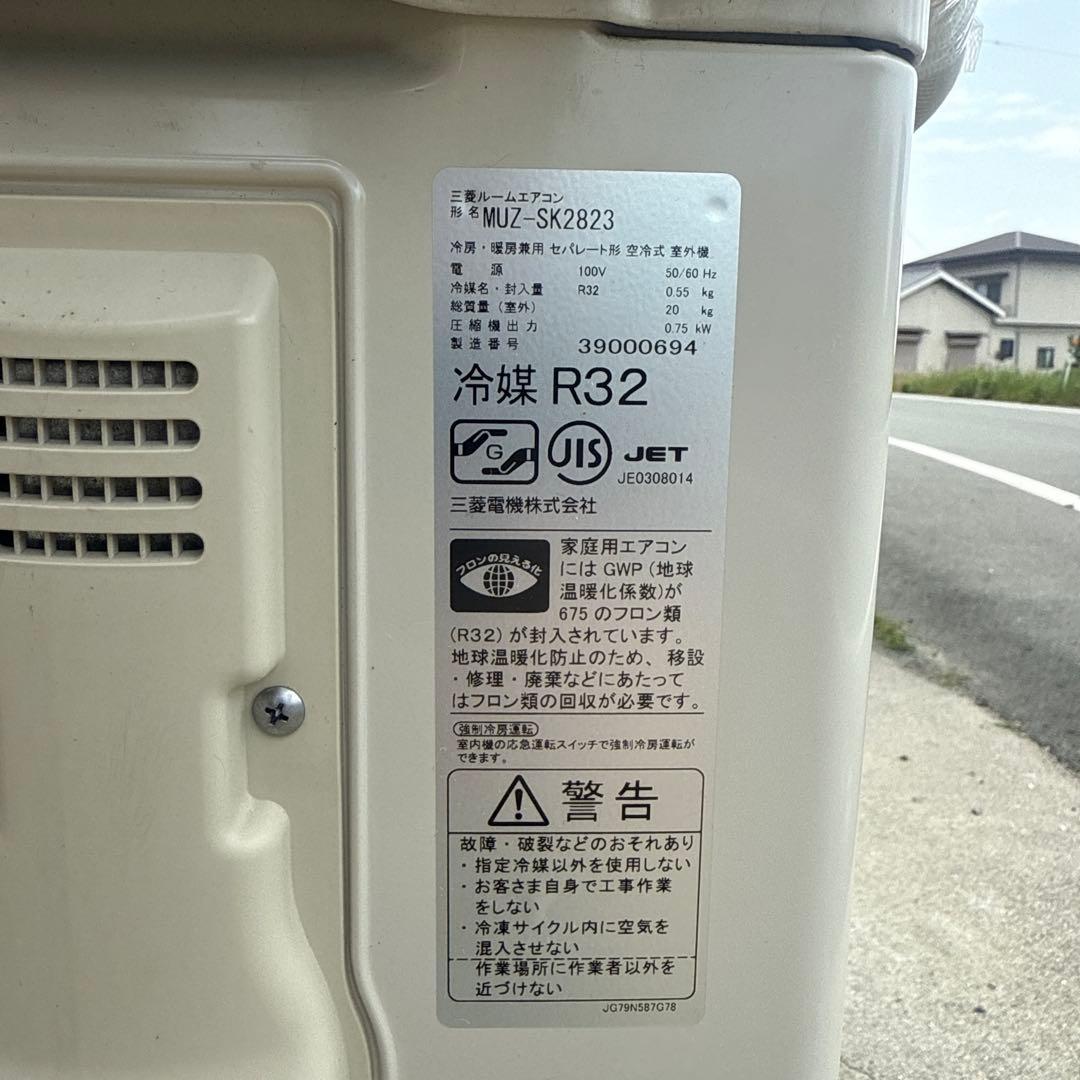 三菱ルームエアコン
形名 MUZ-SK2823
冷房・暖房兼用 セパレート形 空冷式 室外機
電源 100V 50/60 Hz
冷媒名・封入量 R32 0.55 kg
総質量（室外） 20 kg
圧縮機出力 0.75 kW
製造番号 39000694
冷媒 R32
G JIS JET
JE0308014
三菱電機株式会社
フロンの見える化
家庭用エアコン
には GWP（地球
温暖化係数)が
675 のフロン類
(R32) が封入されています。
地球温暖化防止のため、移設
・修理・廃棄などにあたって
はフロン類の回収が必要です。
強制冷房運転
室内機の応急運転スイッチで強制冷房運転が
できます。
警告
故障・破裂などのおそれあり
・指定冷媒以外を使用しない
・お客さま自身で工事作業
をしない
・冷凍サイクル内に空気を
混入させない
作業場所に作業者以外を
近づけない
JG79N587G78